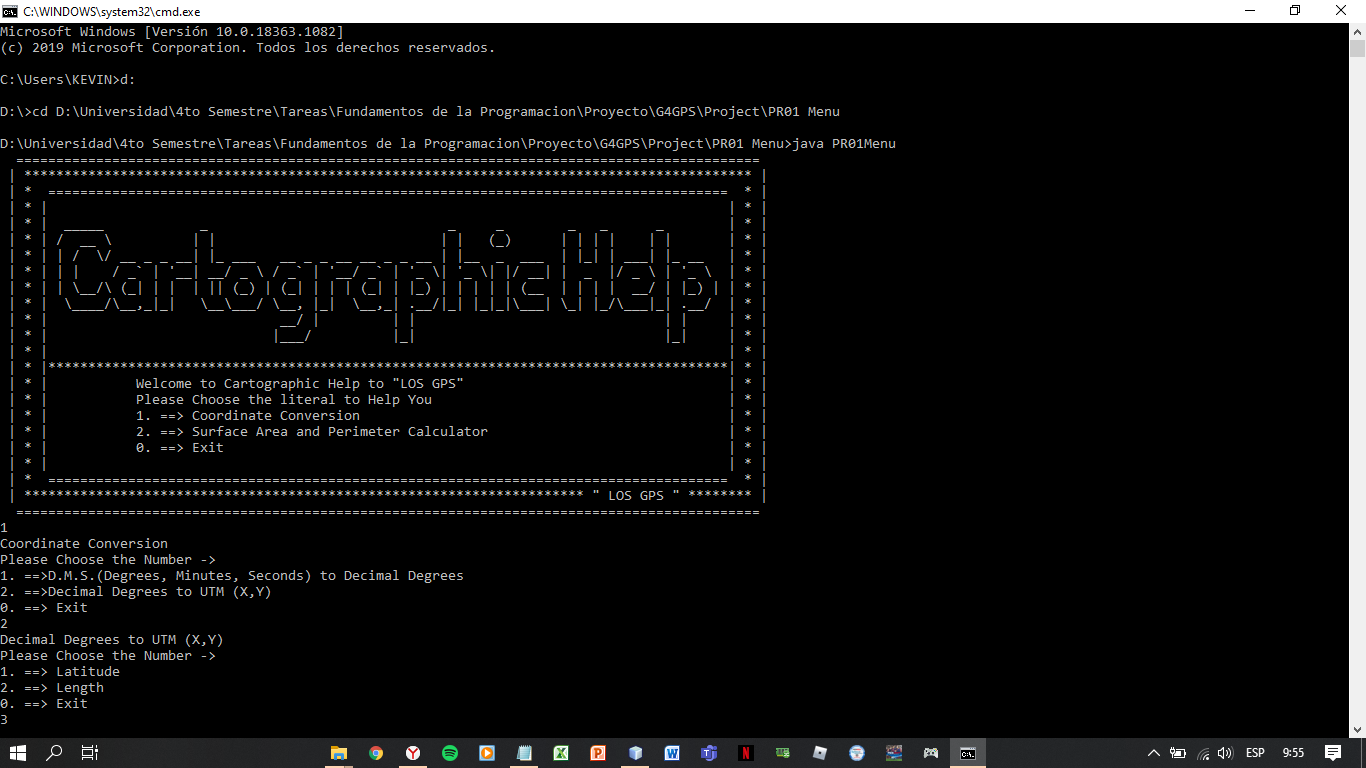 C:\WINDOWS\system32\cmd.exe
Microsoft Windows [Versión 10.0.18363.1082]
(c) 2019 Microsoft Corporation. Todos los derechos reservados.
C:\Users\KEVIN>d:
D:\>cd D:\Universidad\4to Semestre\Tareas\Fundamentos de la Programacion\Proyecto\G4GPS\Project\PR01 Menu
D:\Universidad\4to Semestre\Tareas\Fundamentos de la Programacion\Proyecto\G4GPS\Project\PR01 Menu>java PR01Menu
CartographicHelp
Welcome to Cartographic Help to "LOS GPS"
Please Choose the literal to Help You
1. ==> Coordinate Conversion
2. ==> Surface Area and Perimeter Calculator
0. ==> Exit
" LOS GPS "
1
Coordinate Conversion
Please Choose the Number ->
1. ==>D.M.S.(Degrees, Minutes, Seconds) to Decimal Degrees
2. ==>Decimal Degrees to UTM (X,Y)
0. ==> Exit
2
Decimal Degrees to UTM (X,Y)
Please Choose the Number ->
1. ==> Latitude
2. ==> Length
0. ==> Exit
3
ESP
9:55